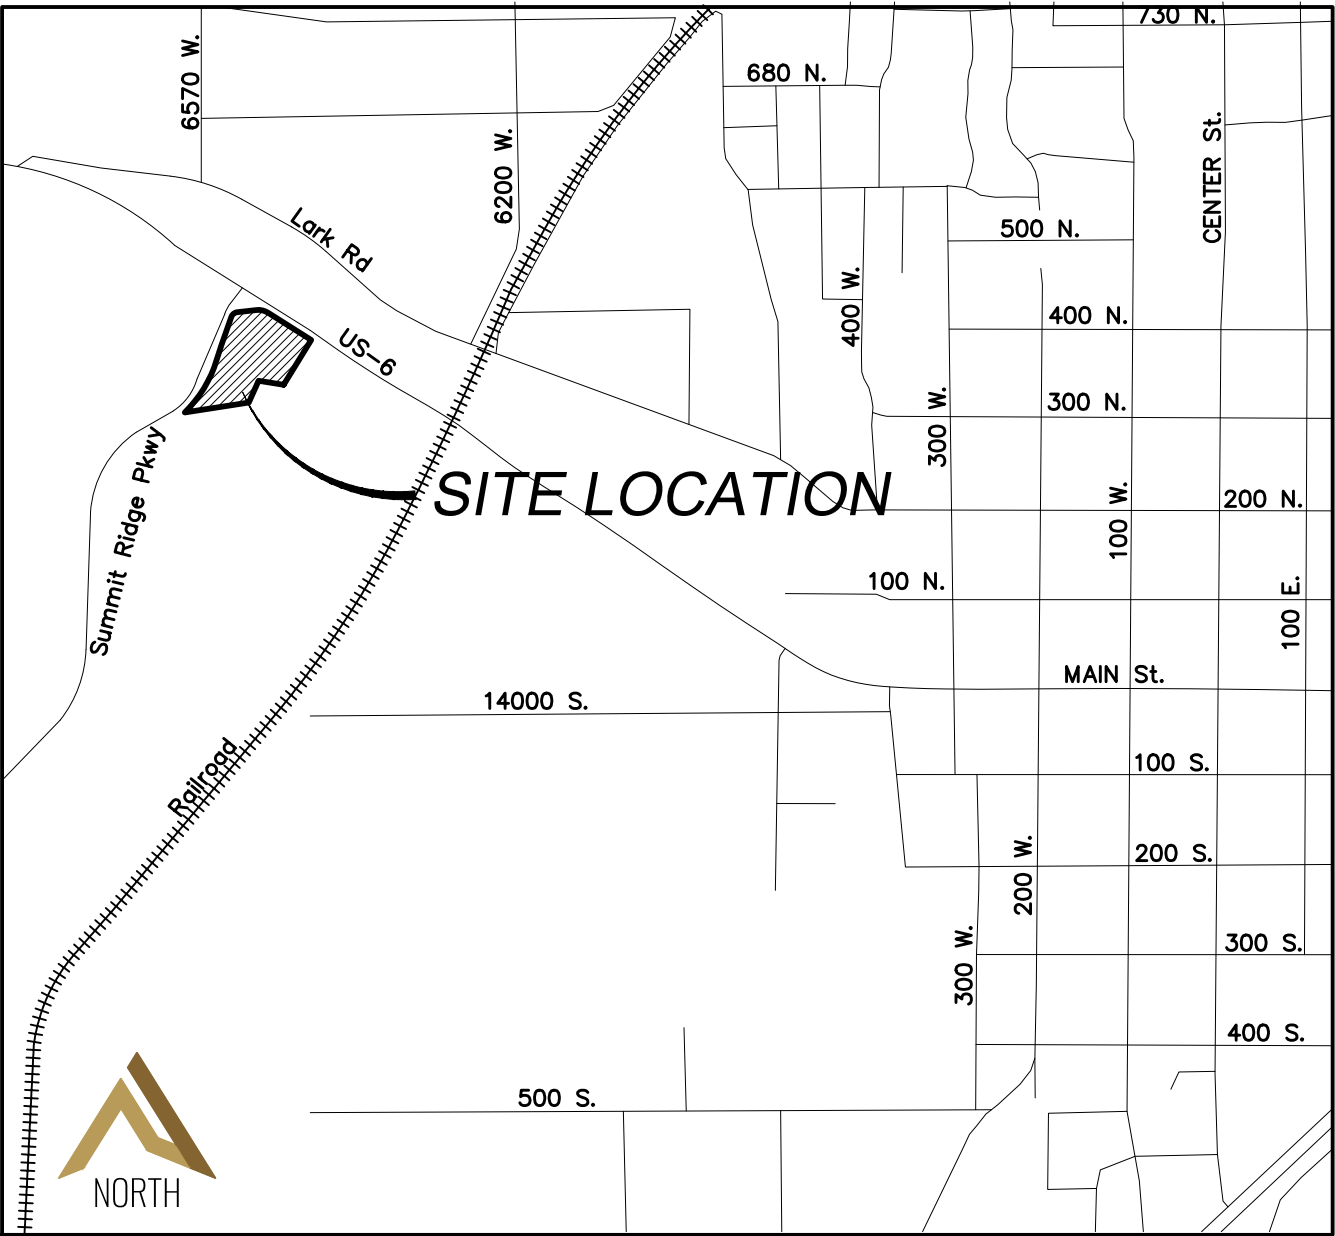 730 N.
6570 W.
680 N.
6200 W.
CENTER St.
Lark Rd
500 N.
400 W.
400 N.
US-6
300 W.
300 N.
Summit Ridge Pkwy
SITE LOCATION
100 W.
200 N.
100 N.
100 E.
MAIN St.
14000 S.
Railroad
100 S.
200 W.
200 S.
300 W.
300 S.
400 S.
500 S.
NORTH